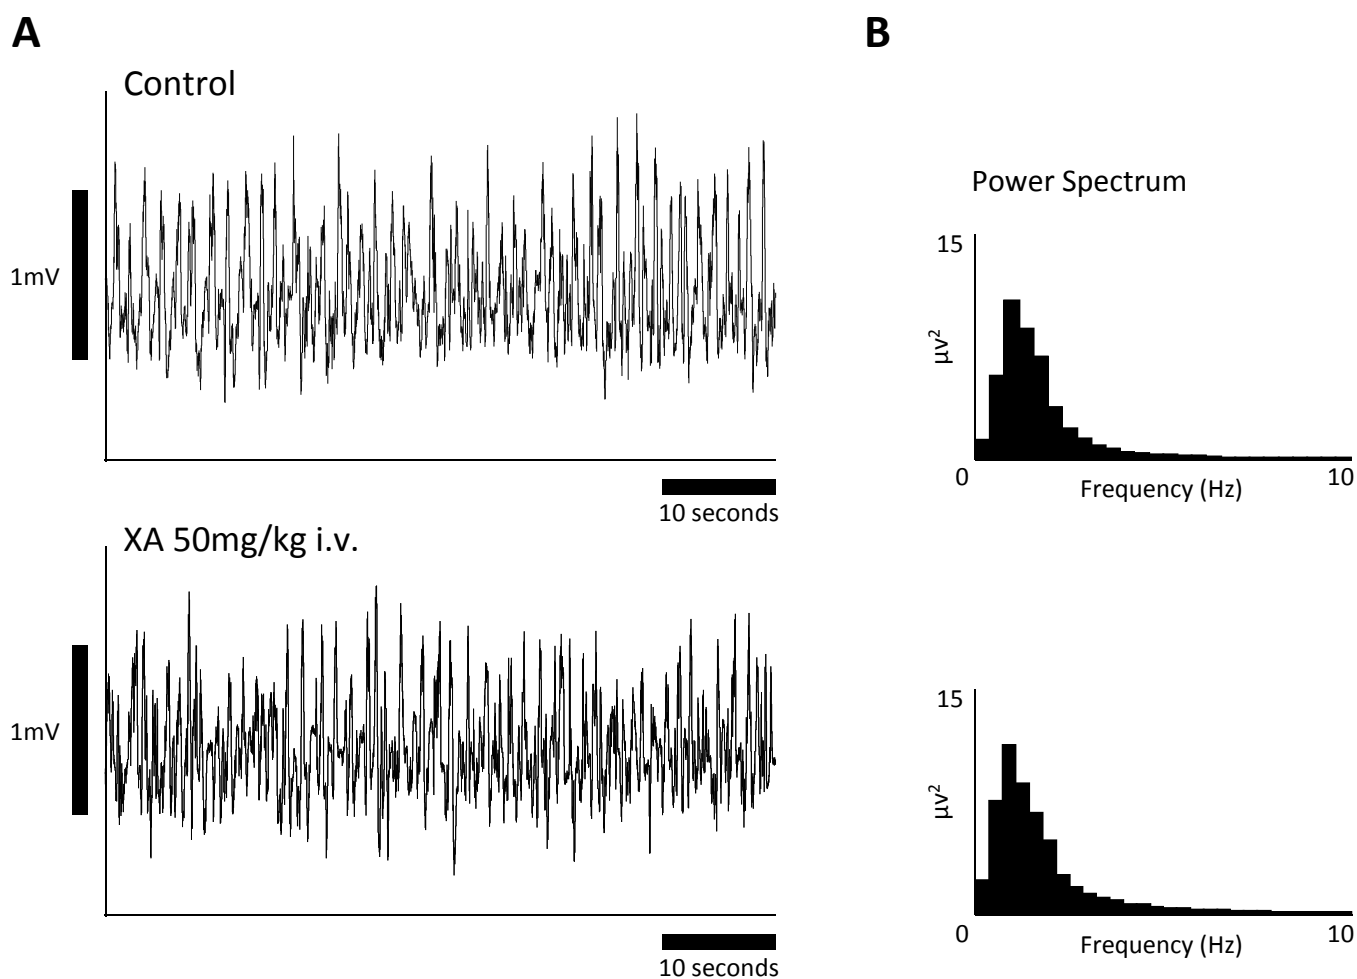 A
Control
1mV
10 seconds
XA 50mg/kg i.v.
1mV
10 seconds
B
Power Spectrum
15
μv²
0
10
Frequency (Hz)
15
μv²
0
10
Frequency (Hz)